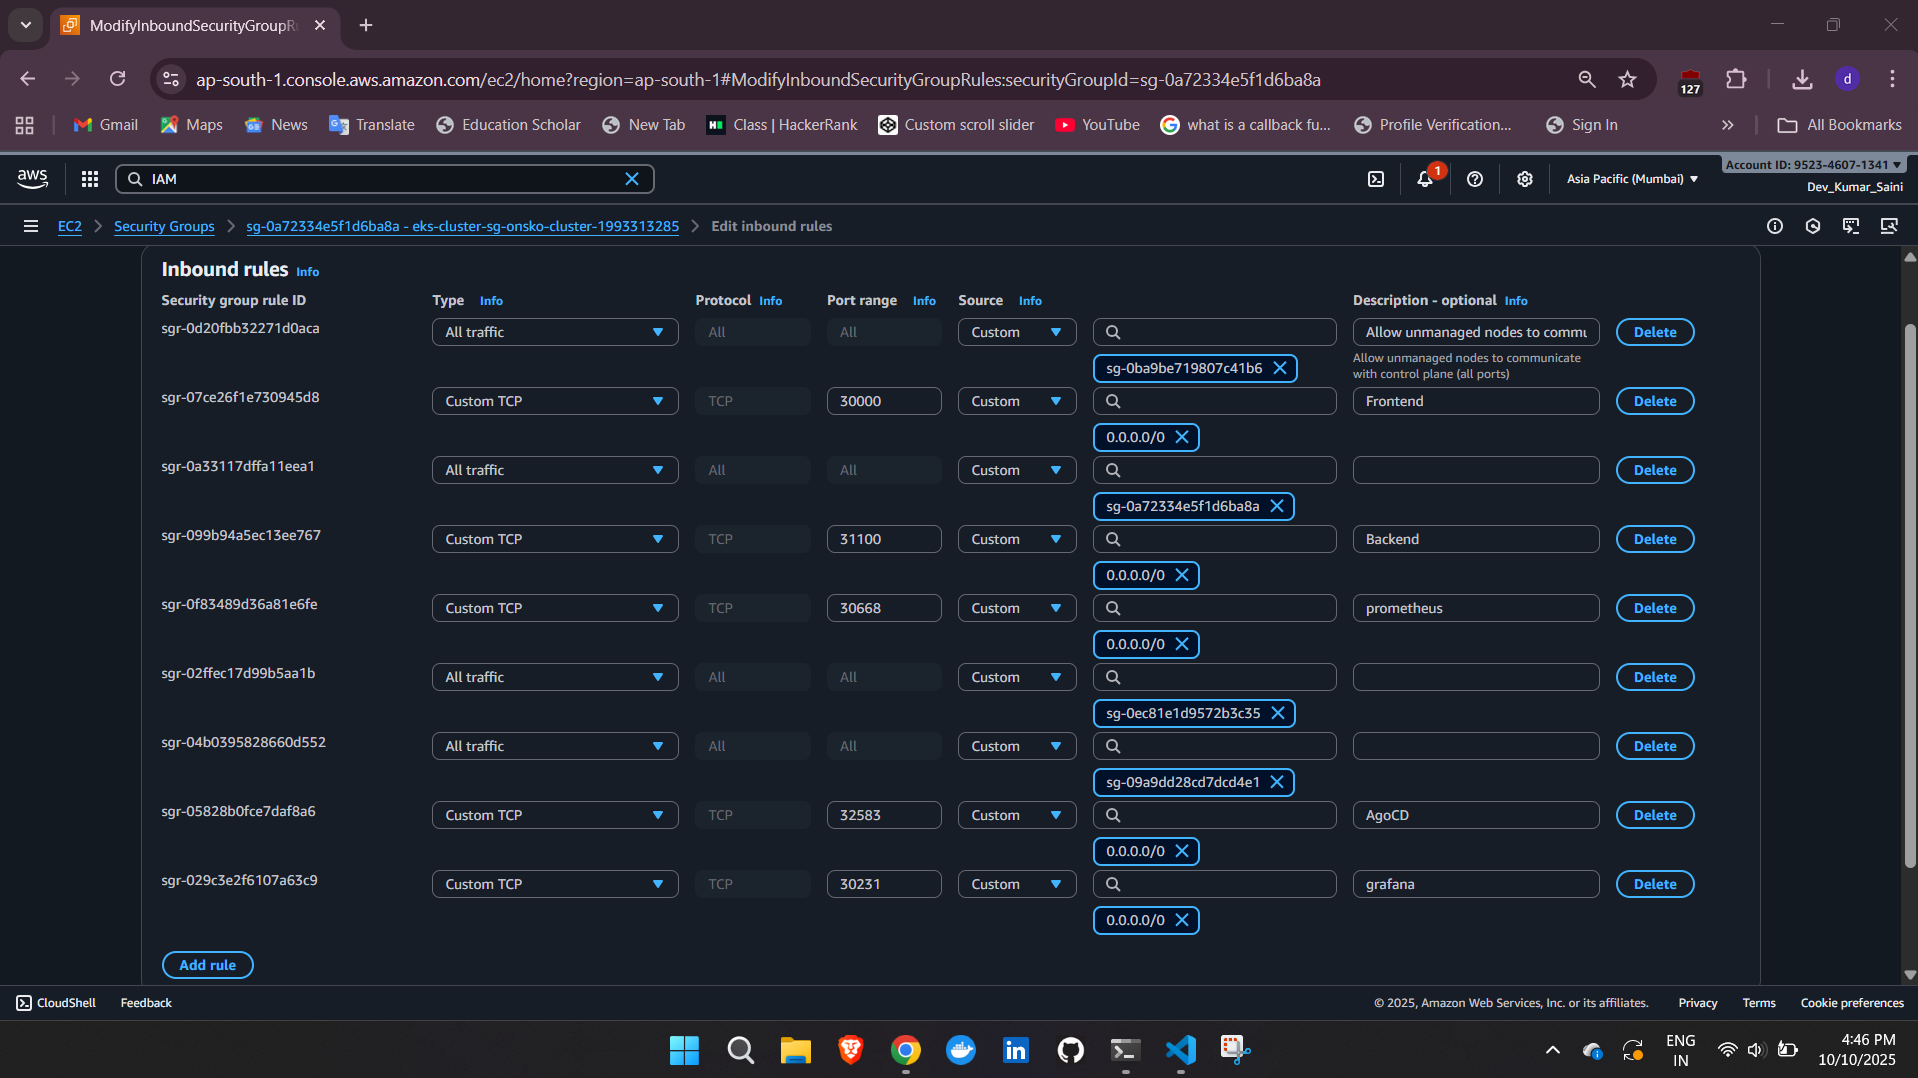 ModifyInboundSecurityGroupR
ap-south-1.console.aws.amazon.com/ec2/home?region=ap-south-1#ModifyInboundSecurityGroupRules:securityGroupId=sg-0a72334e5f1d6ba8a
127
d
Gmail Maps News Translate Education Scholar New Tab Class | HackerRank Custom scroll slider YouTube what is a callback fu... Profile Verification... Sign In » All Bookmarks
aws IAM 1 Asia Pacific (Mumbai) Account ID: 9523-4607-1341
Dev_Kumar_Saini
EC2 Security Groups sg-0a72334e5f1d6ba8a - eks-cluster-sg-onsko-cluster-1993313285 Edit inbound rules
Inbound rules Info
Security group rule ID Type Info Protocol Info Port range Info Source Info Description - optional Info
sgr-0d20fbb32271d0aca All traffic All All Custom Allow unmanaged nodes to commu Delete
sg-0ba9be719807c41b6 Allow unmanaged nodes to communicate
with control plane (all ports)
sgr-07ce26f1e730945d8 Custom TCP TCP 30000 Custom Frontend Delete
0.0.0.0/0
sgr-0a33117dffa11eea1 All traffic All All Custom Delete
sg-0a72334e5f1d6ba8a
sgr-099b94a5ec13ee767 Custom TCP TCP 31100 Custom Backend Delete
0.0.0.0/0
sgr-0f83489d36a81e6fe Custom TCP TCP 30668 Custom prometheus Delete
0.0.0.0/0
sgr-02ffec17d99b5aa1b All traffic All All Custom Delete
sg-0ec81e1d9572b3c35
sgr-04b0395828660d552 All traffic All All Custom Delete
sg-09a9dd28cd7dcd4e1
sgr-05828b0fce7daf8a6 Custom TCP TCP 32583 Custom AgoCD Delete
0.0.0.0/0
sgr-029c3e2f6107a63c9 Custom TCP TCP 30231 Custom grafana Delete
0.0.0.0/0
Add rule
CloudShell Feedback © 2025, Amazon Web Services, Inc. or its affiliates. Privacy Terms Cookie preferences
ENG
IN
4:46 PM
10/10/2025